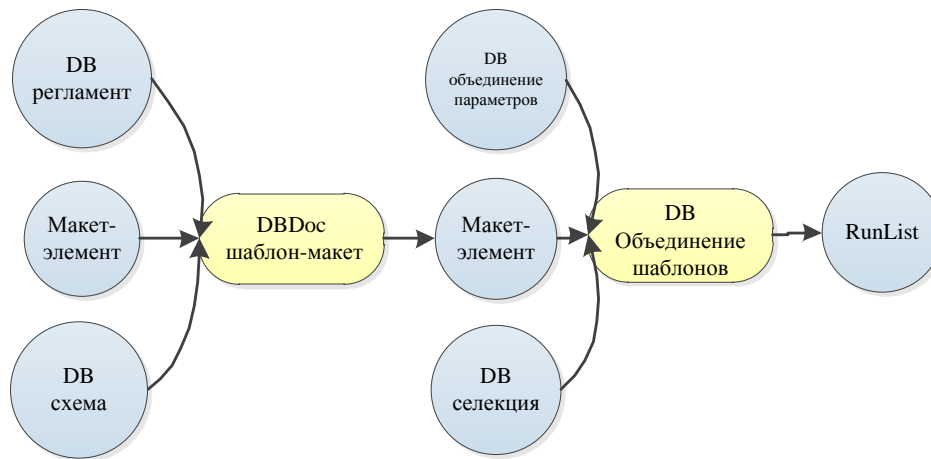 DB
регламент
Макет-
элемент
DB
схема
DBDoc
шаблон-макет
DB
объединение
параметров
Макет-
элемент
DB
селекция
DB
Объединение
шаблонов
RunList